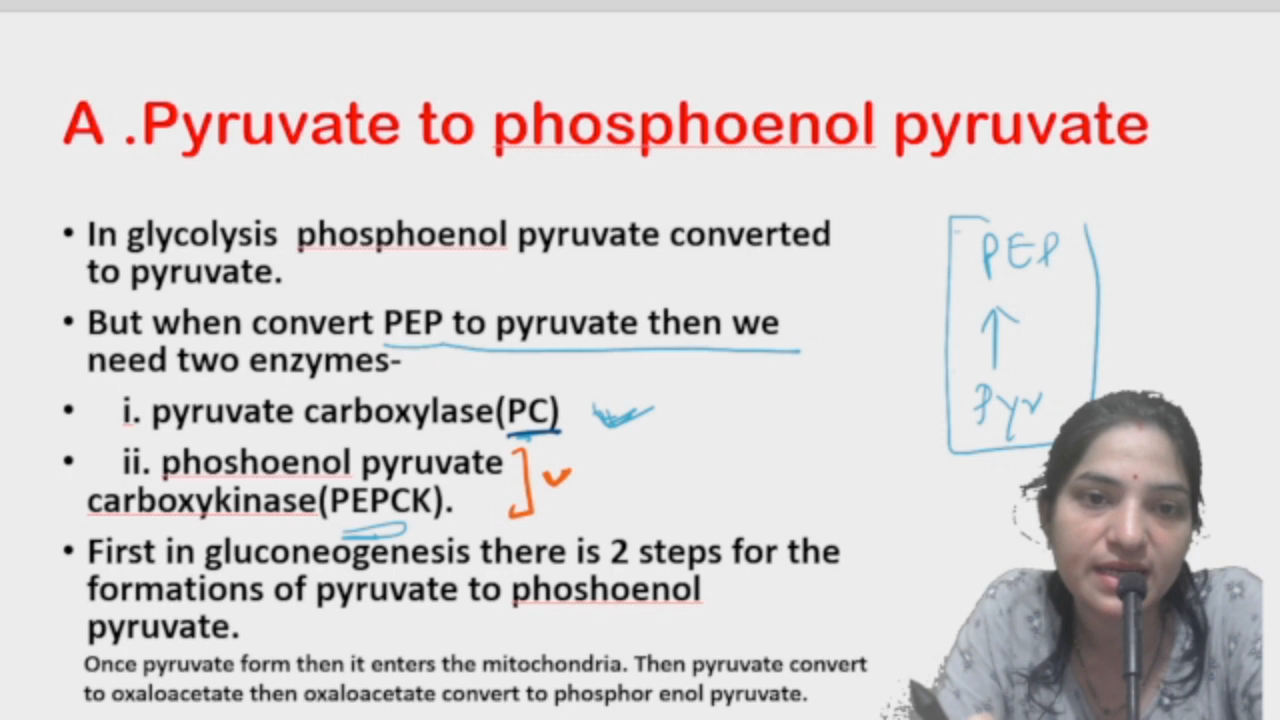 A .Pyruvate to phosphoenol pyruvate
• In glycolysis phosphoenol pyruvate converted
to pyruvate.
• But when convert PEP to pyruvate then we
need two enzymes-
• i. pyruvate carboxylase(PC)
• ii. phoshoenol pyruvate
carboxykinase(PEPCK).
• First in gluconeogenesis there is 2 steps for the
formations of pyruvate to phoshoenol
pyruvate.
Once pyruvate form then it enters the mitochondria. Then pyruvate convert
to oxaloacetate then oxaloacetate convert to phosphor enol pyruvate.
PEP
↑
Pyr